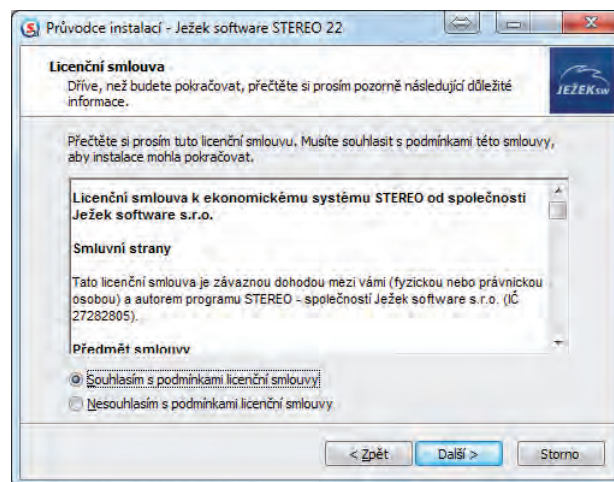 Průvodce instalací - Ježek software STEREO 22
Licenční smlouva
Dříve, než budete pokračovat, přečtěte si prosím pozorně následující důležité
informace.
JEŽEKSW
Přečtěte si prosím tuto licenční smlouvu. Musíte souhlasit s podmínkami této smlouvy,
aby instalace mohla pokračovat.
Licenční smlouva k ekonomickému systému STEREO od společnosti
Ježek software s.r.o.
Smluvní strany
Tato licenční smlouva je závaznou dohodou mezi vámi (fyzickou nebo právnickou
osobou) a autorem programu STEREO - společností Ježek software s.r.o. (IČ
27282805).
Předmět smlouvy
Souhlasím s podmínkami licenční smlouvy
Nesouhlasím s podmínkami licenční smlouvy
< Zpět
Další >
Storno